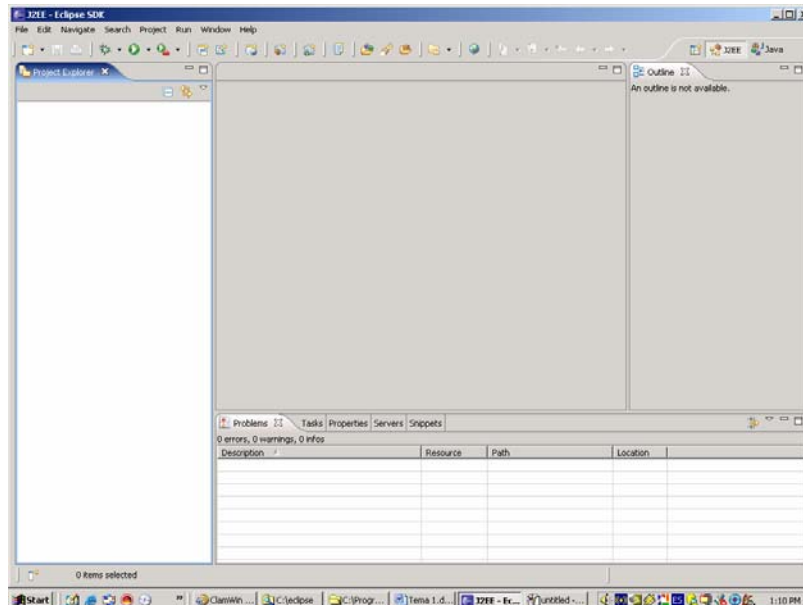 J2EE - Eclipse SDK
File Edit Navigate Search Project Run Window Help
J2EE Java
Project Explorer
Outline
An outline is not available.
Problems Tasks Properties Servers Snippets
0 errors, 0 warnings, 0 infos
Description Resource Path Location
0 items selected
Start ClamWin ... C:\eclipse C:\Progr... Tema 1.d... J2EE - Ec... untitled -... ES 1:10 PM